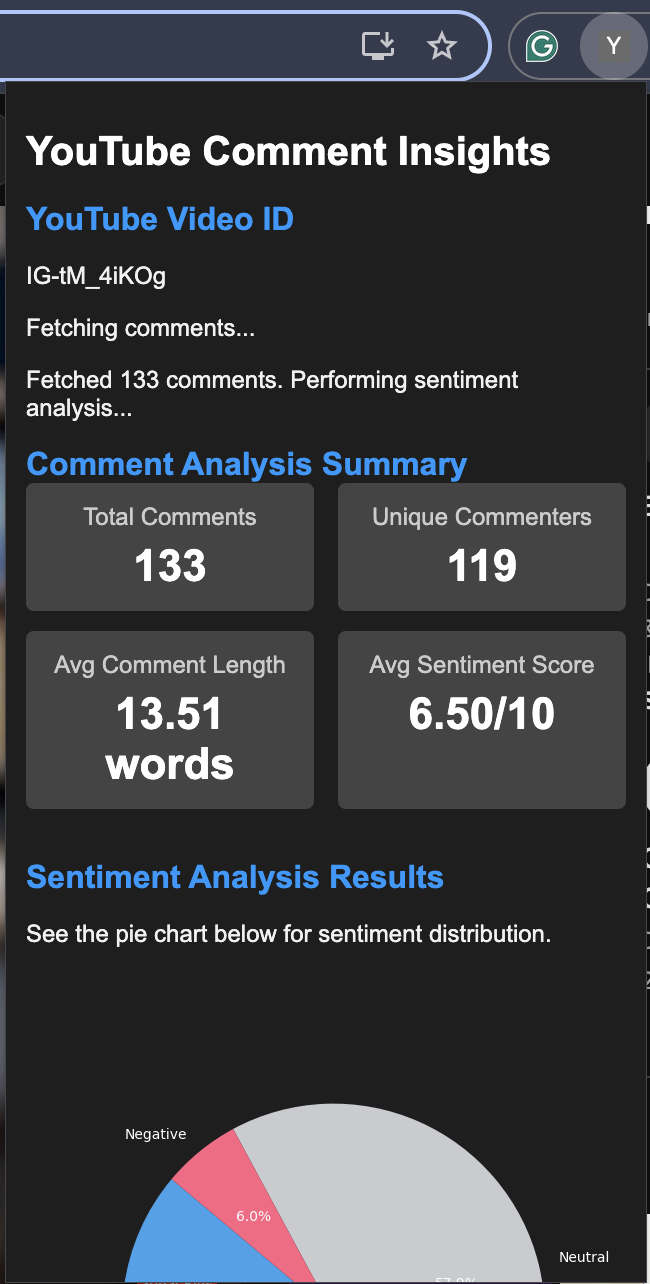 Y
YouTube Comment Insights
YouTube Video ID
IG-tM_4iKOg
Fetching comments...
Fetched 133 comments. Performing sentiment
analysis...
Comment Analysis Summary
Total Comments
133
Unique Commenters
119
Avg Comment Length
13.51
words
Avg Sentiment Score
6.50/10
Sentiment Analysis Results
See the pie chart below for sentiment distribution.
Negative
6.0%
Neutral